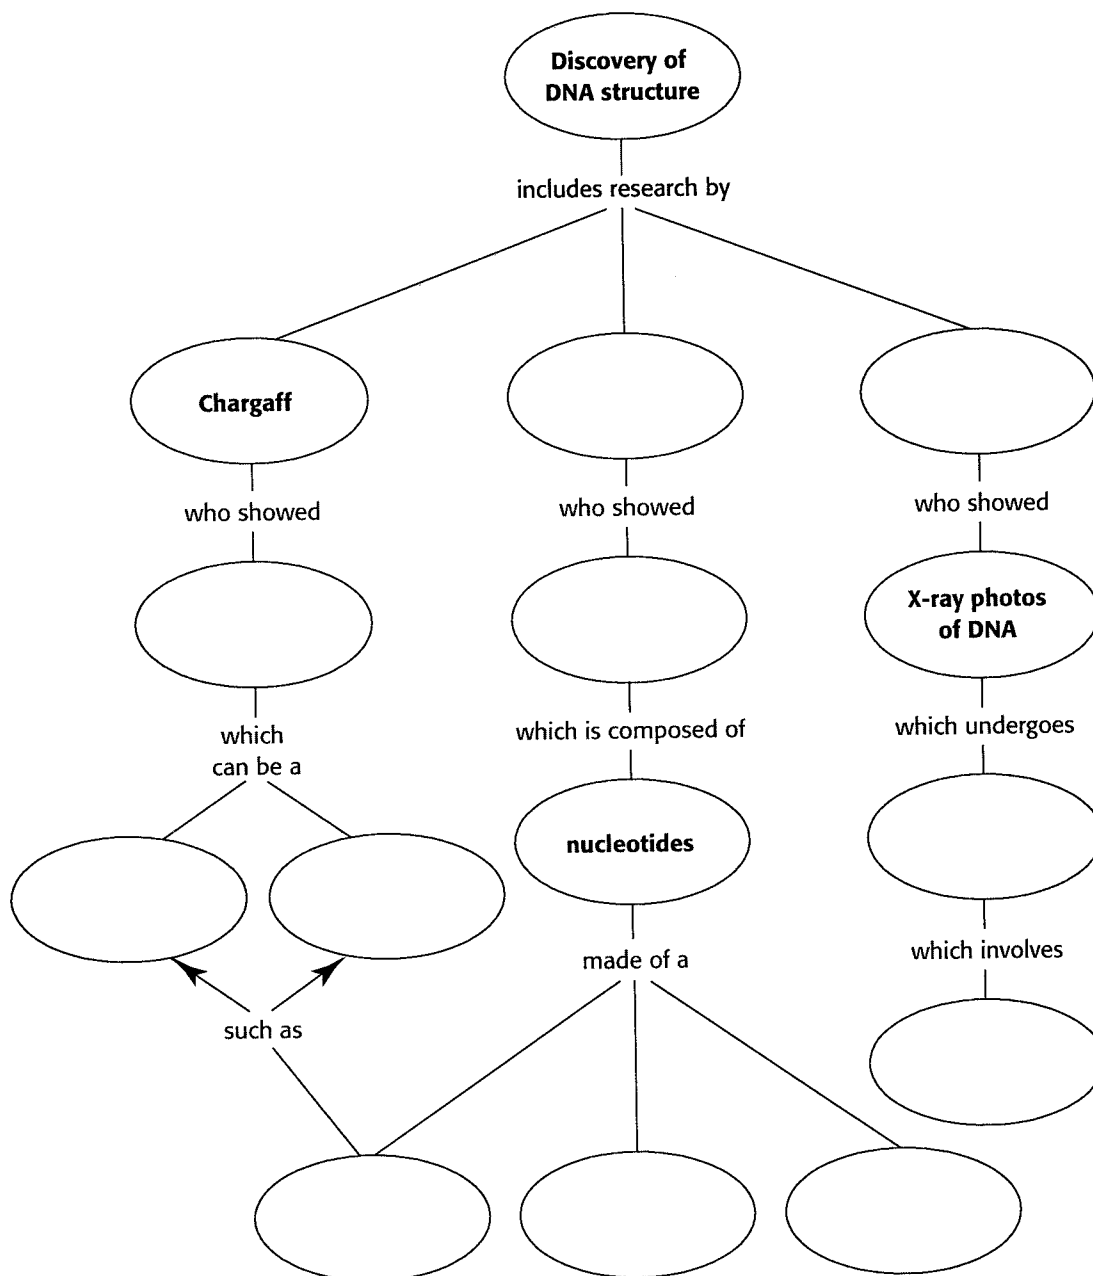 Discovery of
DNA structure
includes research by
Chargaff
who showed
who showed
who showed
X-ray photos
of DNA
which
can be a
which is composed of
which undergoes
nucleotides
made of a
which involves
such as